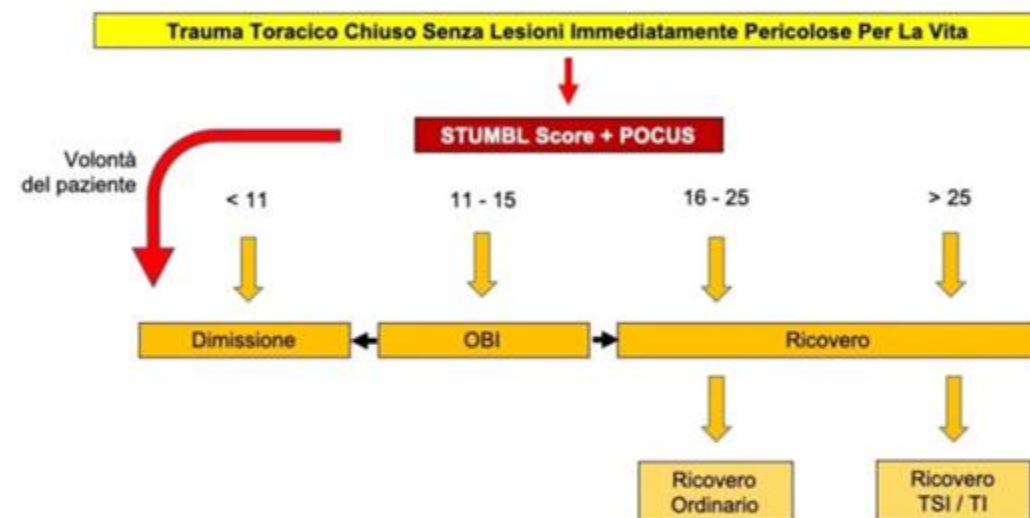 Trauma Toracico Chiuso Senza Lesioni Immediatamente Pericolose Per La Vita
STUMBL Score + POCUS
Volontà
del paziente
< 11
11 - 15
16 - 25
> 25
Dimissione
OBI
Ricovero
Ricovero
Ordinario
Ricovero
TSI / TI